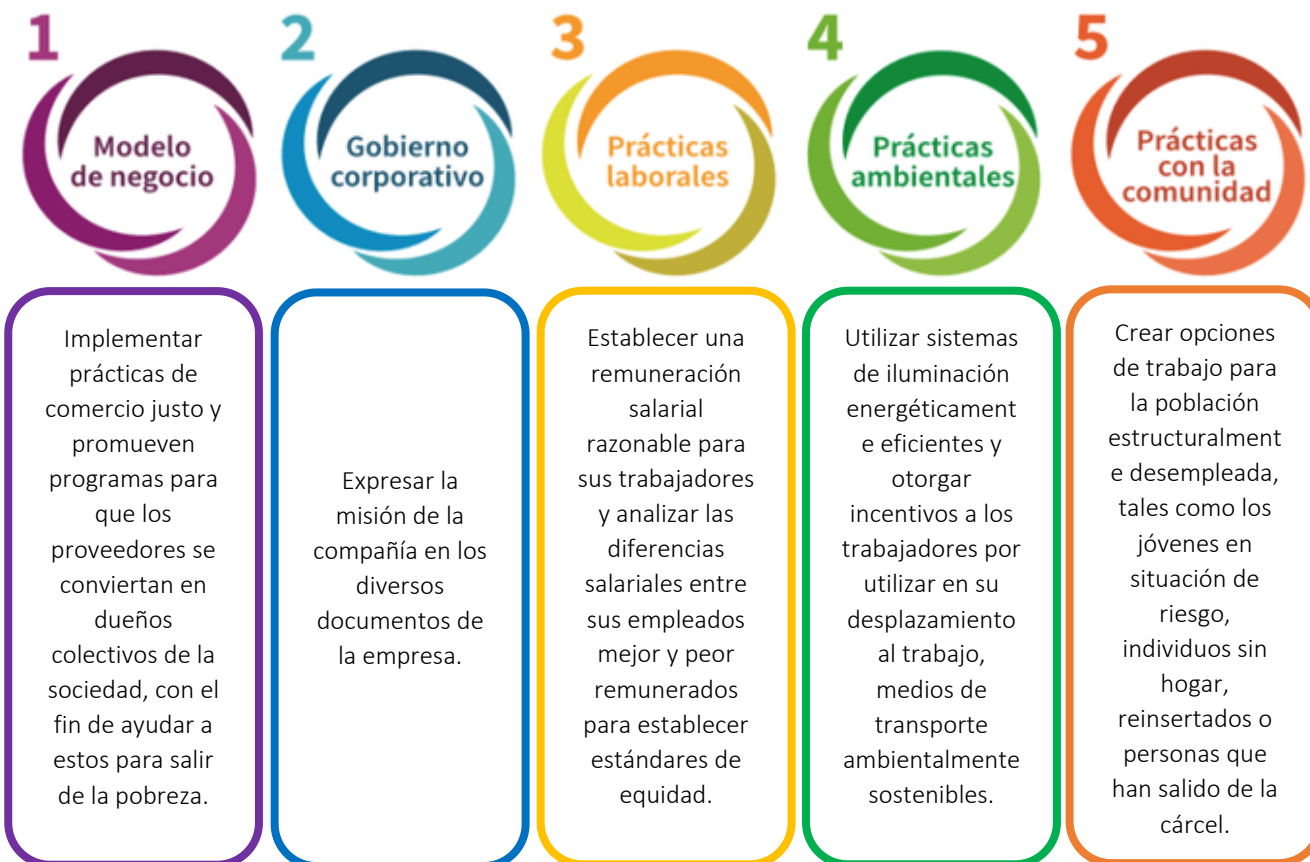 1
Modelo
de negocio
Implementar
prácticas de
comercio justo y
promueven
programas para
que los
proveedores se
conviertan en
dueños
colectivos de la
sociedad, con el
fin de ayudar a
estos para salir
de la pobreza.
2
Gobierno
corporativo
Expresar la
misión de la
compañía en los
diversos
documentos de
la empresa.
3
Prácticas
laborales
Establecer una
remuneración
salarial
razonable para
sus trabajadores
y analizar las
diferencias
salariales entre
sus empleados
mejor y peor
remunerados
para establecer
estándares de
equidad.
4
Prácticas
ambientales
Utilizar sistemas
de iluminación
energéticament
e eficientes y
otorgar
incentivos a los
trabajadores por
utilizar en su
desplazamiento
al trabajo,
medios de
transporte
ambientalmente
sostenibles.
5
Prácticas
con la
comunidad
Crear opciones
de trabajo para
la población
estructuralment
e desempleada,
tales como los
jóvenes en
situación de
riesgo,
individuos sin
hogar,
reinsertados o
personas que
han salido de la
cárcel.